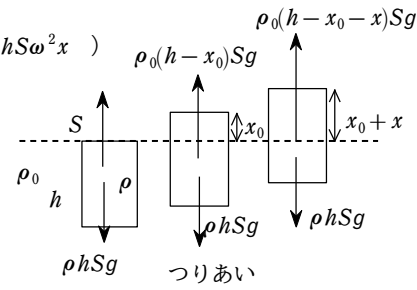 hSω²x )
ρ₀(h−x₀)Sg
ρ₀(h−x₀−x)Sg
S
x₀
x₀+x
ρ₀
h
ρ
ρhSg
ρhSg
ρhSg
つりあい